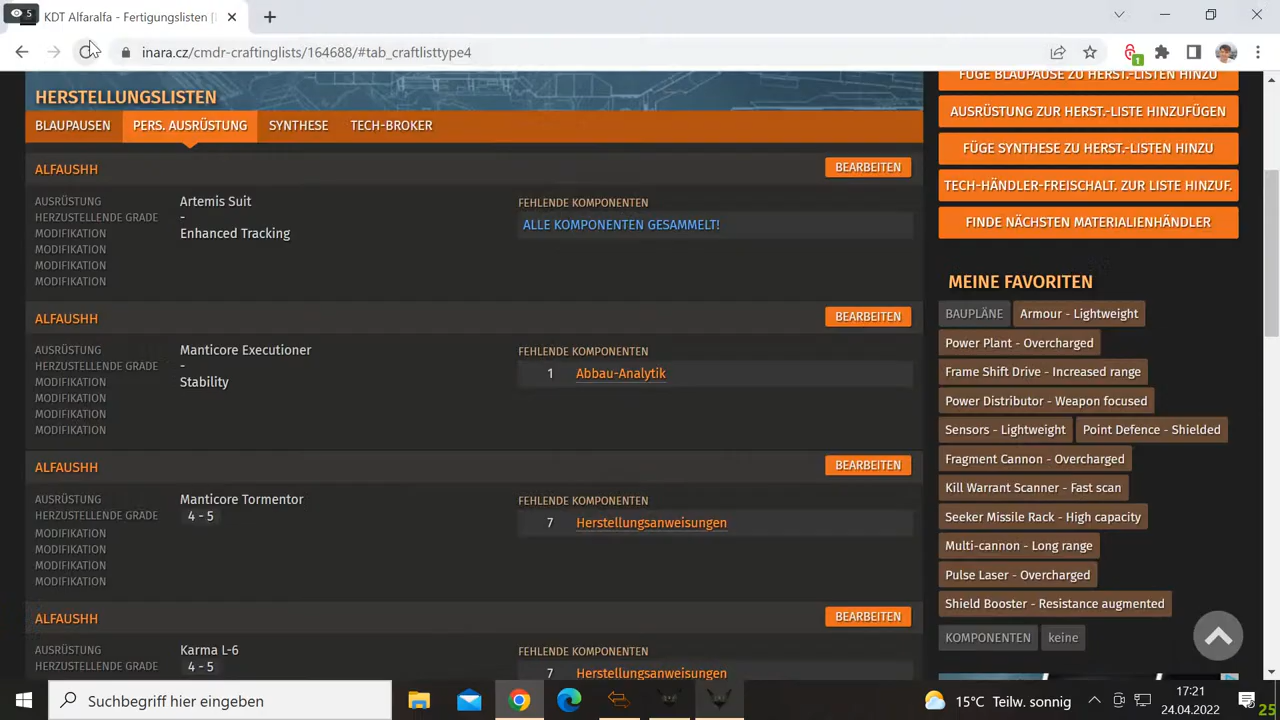 5
KDT Alfaralfa - Fertigungslisten |
inara.cz/cmdr-craftinglists/164688/#tab_craftlisttype4
1
HERSTELLUNGSLISTEN
BLAUPAUSEN
PERS. AUSRÜSTUNG
SYNTHESE
TECH-BROKER
ALFAUSHH
BEARBEITEN
AUSRÜSTUNG
Artemis Suit
HERZUSTELLENDE GRADE
-
MODIFIKATION
Enhanced Tracking
MODIFIKATION
MODIFIKATION
MODIFIKATION
FEHLENDE KOMPONENTEN
ALLE KOMPONENTEN GESAMMELT!
ALFAUSHH
BEARBEITEN
AUSRÜSTUNG
Manticore Executioner
HERZUSTELLENDE GRADE
-
MODIFIKATION
Stability
MODIFIKATION
MODIFIKATION
MODIFIKATION
FEHLENDE KOMPONENTEN
1 Abbau-Analytik
ALFAUSHH
BEARBEITEN
AUSRÜSTUNG
Manticore Tormentor
HERZUSTELLENDE GRADE
4 - 5
MODIFIKATION
MODIFIKATION
MODIFIKATION
MODIFIKATION
FEHLENDE KOMPONENTEN
7 Herstellungsanweisungen
ALFAUSHH
BEARBEITEN
AUSRÜSTUNG
Karma L-6
HERZUSTELLENDE GRADE
4 - 5
FEHLENDE KOMPONENTEN
7 Herstellungsanweisungen
FÜGE BLAUPAUSE ZU HERST.-LISTEN HINZU
AUSRÜSTUNG ZUR HERST.-LISTE HINZUFÜGEN
FÜGE SYNTHESE ZU HERST.-LISTEN HINZU
TECH-HÄNDLER-FREISCHALT. ZUR LISTE HINZUF.
FINDE NÄCHSTEN MATERIALIENHÄNDLER
MEINE FAVORITEN
BAUPLÄNE
Armour - Lightweight
Power Plant - Overcharged
Frame Shift Drive - Increased range
Power Distributor - Weapon focused
Sensors - Lightweight
Point Defence - Shielded
Fragment Cannon - Overcharged
Kill Warrant Scanner - Fast scan
Seeker Missile Rack - High capacity
Multi-cannon - Long range
Pulse Laser - Overcharged
Shield Booster - Resistance augmented
KOMPONENTEN
keine
Suchbegriff hier eingeben
15°C Teilw. sonnig
17:21
24.04.2022
25